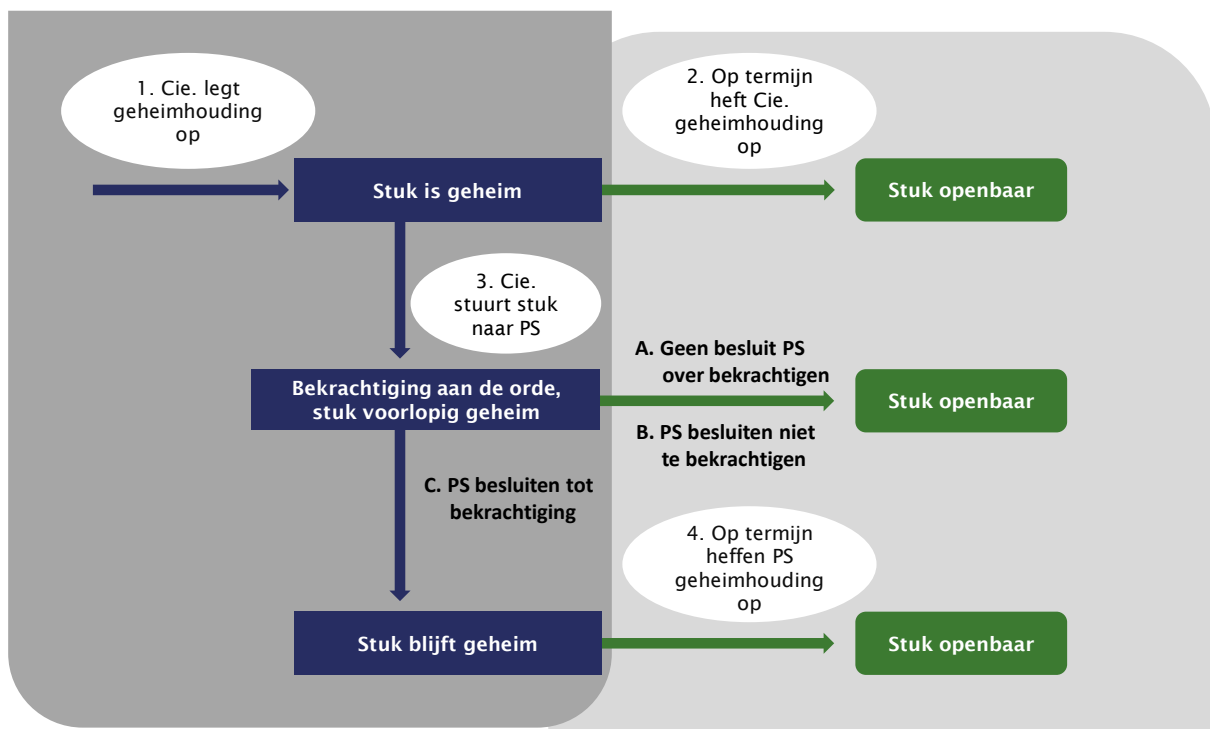 1. Cie. legt
geheimhouding
op
2. Op termijn
heft Cie.
geheimhouding
op
Stuk is geheim
Stuk openbaar
3. Cie.
stuurt stuk
naar PS
A. Geen besluit PS
over bekrachtigen
Bekrachtiging aan de orde,
stuk voorlopig geheim
Stuk openbaar
B. PS besluiten niet
te bekrachtigen
C. PS besluiten tot
bekrachtiging
4. Op termijn
heffen PS
geheimhouding
op
Stuk blijft geheim
Stuk openbaar